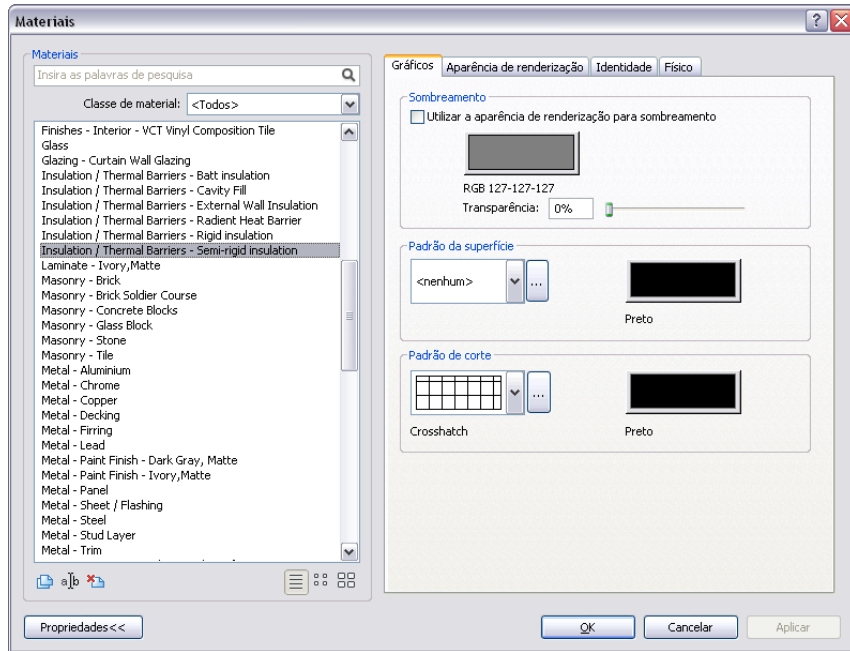 Materiais
Materiais
Insira as palavras de pesquisa
Classe de material: <Todos>
Finishes - Interior - VCT Vinyl Composition Tile
Glass
Glazing - Curtain Wall Glazing
Insulation / Thermal Barriers - Batt insulation
Insulation / Thermal Barriers - Cavity Fill
Insulation / Thermal Barriers - External Wall Insulation
Insulation / Thermal Barriers - Radient Heat Barrier
Insulation / Thermal Barriers - Rigid insulation
Insulation / Thermal Barriers - Semi-rigid insulation
Laminate - Ivory,Matte
Masonry - Brick
Masonry - Brick Soldier Course
Masonry - Concrete Blocks
Masonry - Glass Block
Masonry - Stone
Masonry - Tile
Metal - Aluminium
Metal - Chrome
Metal - Copper
Metal - Decking
Metal - Firring
Metal - Lead
Metal - Paint Finish - Dark Gray, Matte
Metal - Paint Finish - Ivory,Matte
Metal - Panel
Metal - Sheet / Flashing
Metal - Steel
Metal - Stud Layer
Metal - Trim
Propriedades<<
Gráficos Aparência de renderização Identidade Físico
Sombreamento
Utilizar a aparência de renderização para sombreamento
RGB 127-127-127
Transparência: 0%
Padrão da superfície
<nenhum> ...
Preto
Padrão de corte
...
Crosshatch Preto
OK Cancelar Aplicar